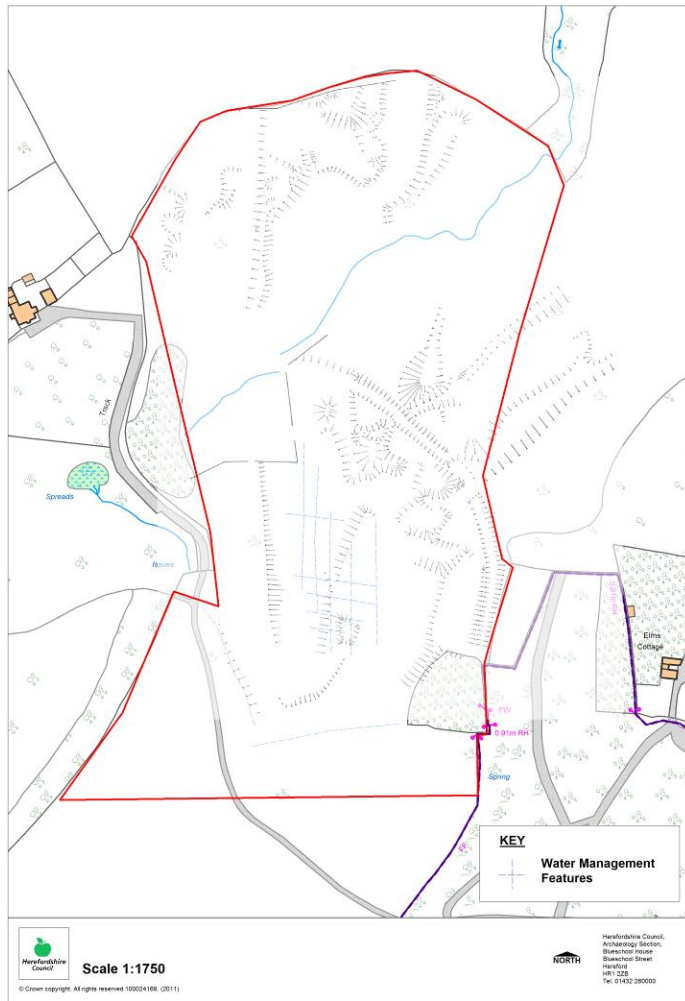 Track
Spreads
Issues
Elms
Cottage
FW
0.91m RH
Spring
KEY
Water Management
Features
Herefordshire
Council
Scale 1:1750
© Crown copyright. All rights reserved 100024168. (2011)
NORTH
Herefordshire Council,
Archaeology Section,
Blueschool House
Blueschool Street
Hereford
HR1 2ZB
Tel. 01432 260000